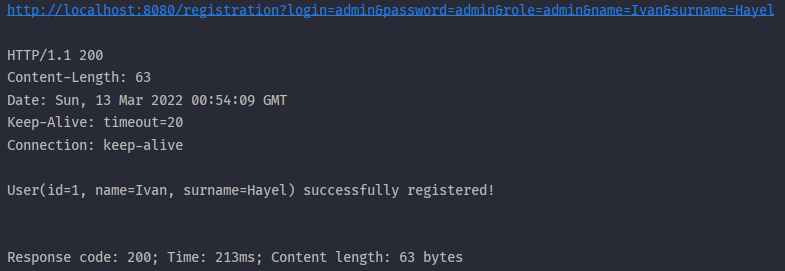 http://localhost:8080/registration?login=admin&password=admin&role=admin&name=Ivan&surname=Hayel
HTTP/1.1 200
Content-Length: 63
Date: Sun, 13 Mar 2022 00:54:09 GMT
Keep-Alive: timeout=20
Connection: keep-alive
User(id=1, name=Ivan, surname=Hayel) successfully registered!
Response code: 200; Time: 213ms; Content length: 63 bytes